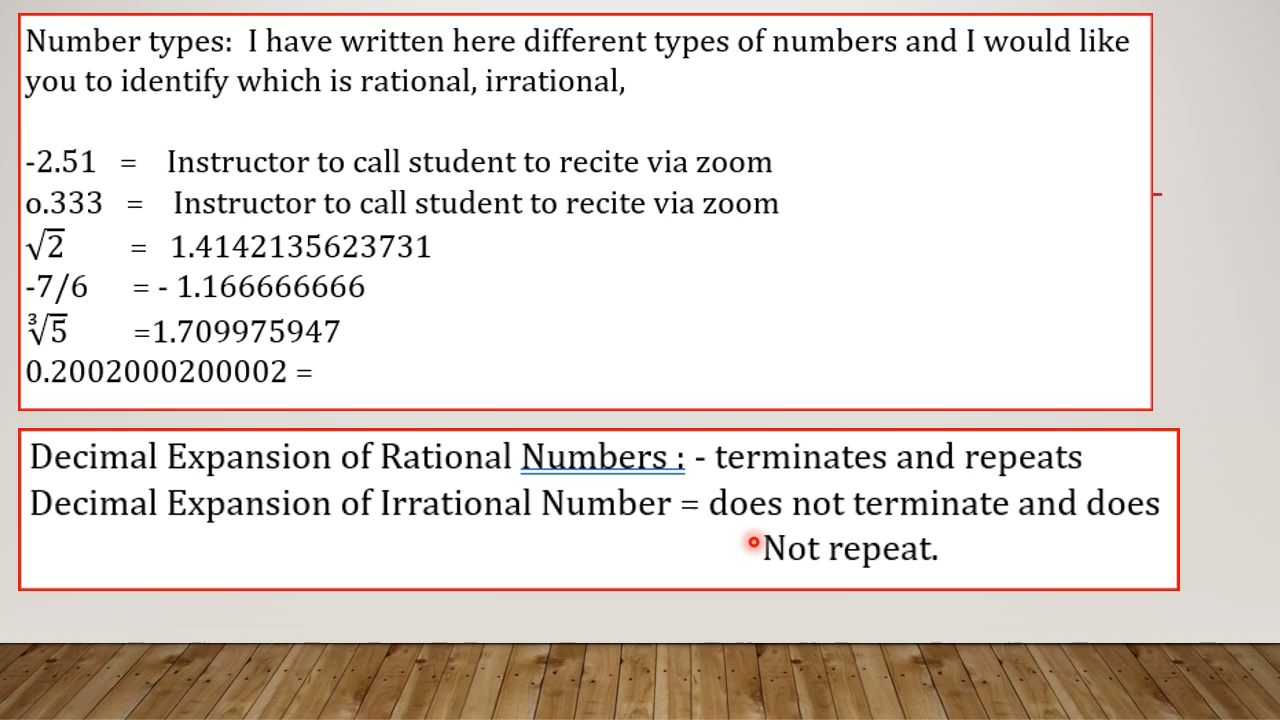 Number types: I have written here different types of numbers and I would like
you to identify which is rational, irrational,
-2.51 = Instructor to call student to recite via zoom
o.333 = Instructor to call student to recite via zoom
√2 = 1.4142135623731
-7/6 = - 1.166666666
∛5 =1.709975947
0.2002000200002 =
Decimal Expansion of Rational Numbers : - terminates and repeats
Decimal Expansion of Irrational Number = does not terminate and does
Not repeat.